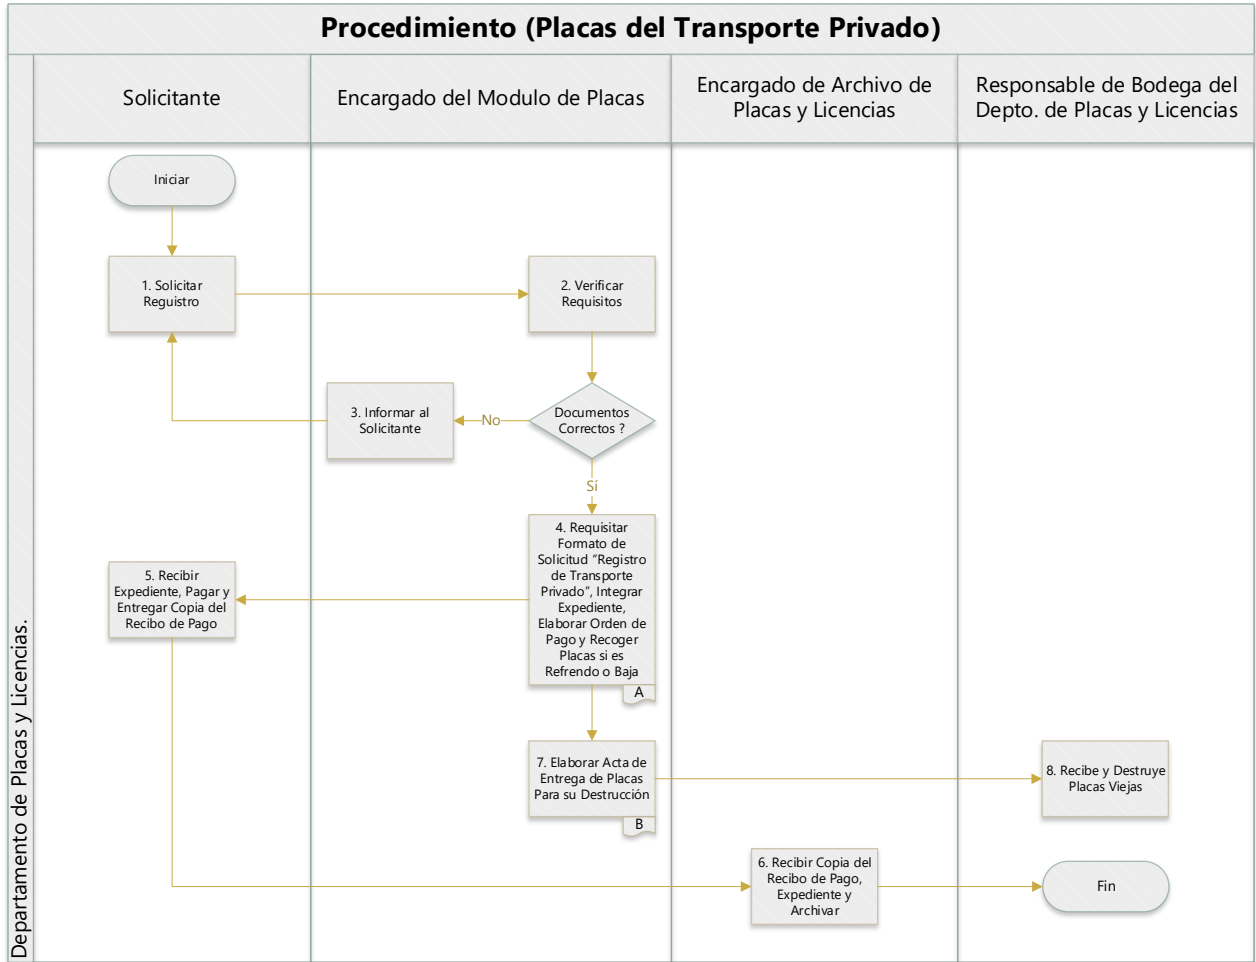 Procedimiento (Placas del Transporte Privado)
Departamento de Placas y Licencias.
Solicitante
Encargado del Modulo de Placas
Encargado de Archivo de
Placas y Licencias
Responsable de Bodega del
Depto. de Placas y Licencias
Iniciar
1. Solicitar
Reguistro
2. Verificar
Requisitos
3. Informar al
Solicitante
No
Documentos
Correctos ?
Sí
4. Requisitar
Formato de
Solicitud “Registro
de Transporte
Privado”, Integrar
Expediente,
Elaborar Orden de
Pago y Recoger
Placas si es
Refrendo o Baja
A
5. Recibir
Expediente, Pagar y
Entregar Copia del
Recibo de Pago
7. Elaborar Acta de
Entrega de Placas
Para su Destrucción
B
8. Recibe y Destruye
Placas Viejas
6. Recibir Copia del
Recibo de Pago,
Expediente y
Archivar
Fin